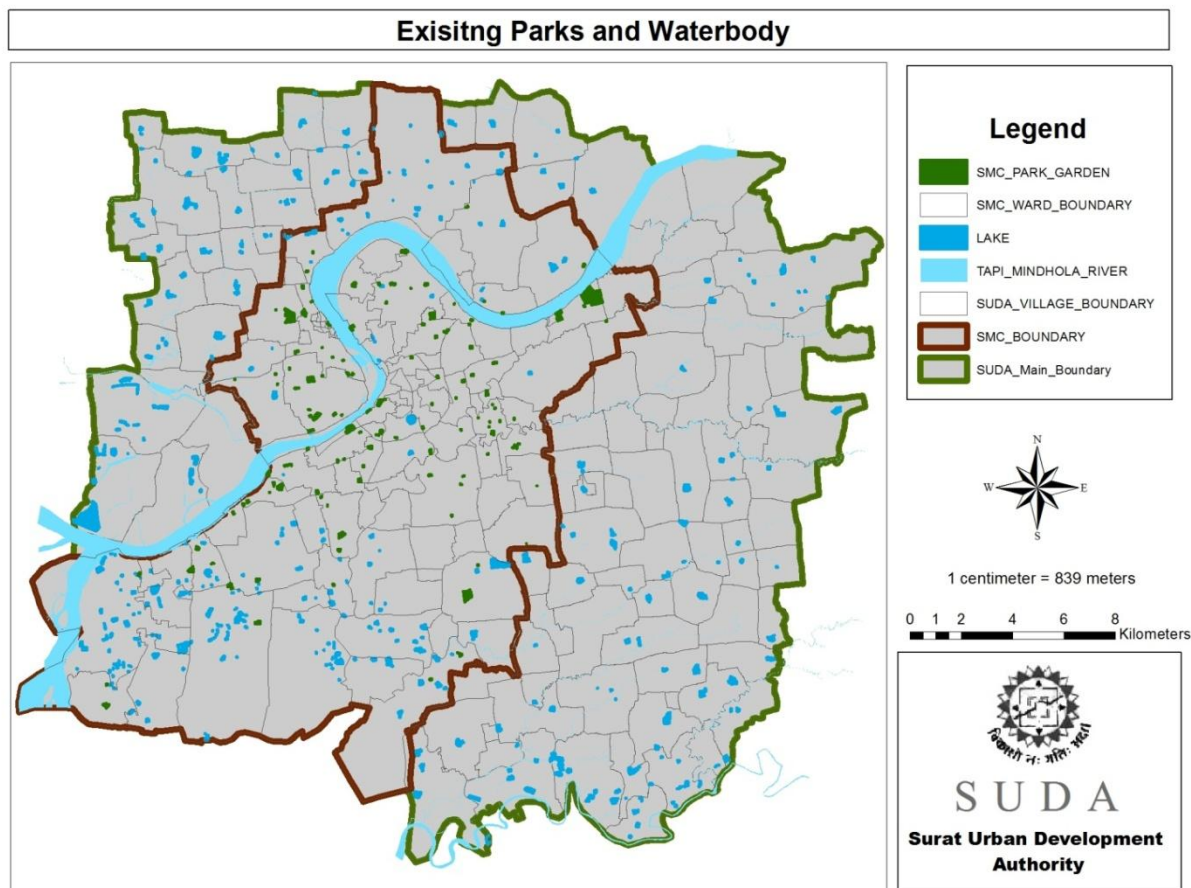 Exisitng Parks and Waterbody
Legend
SMC_PARK_GARDEN
SMC_WARD_BOUNDARY
LAKE
TAPI_MINDHOLA_RIVER
SUDA_VILLAGE_BOUNDARY
SMC_BOUNDARY
SUDA_Main_Boundary
N
W E
S
1 centimeter = 839 meters
0 1 2 4 6 8
Kilometers
SUDA
Surat Urban Development
Authority